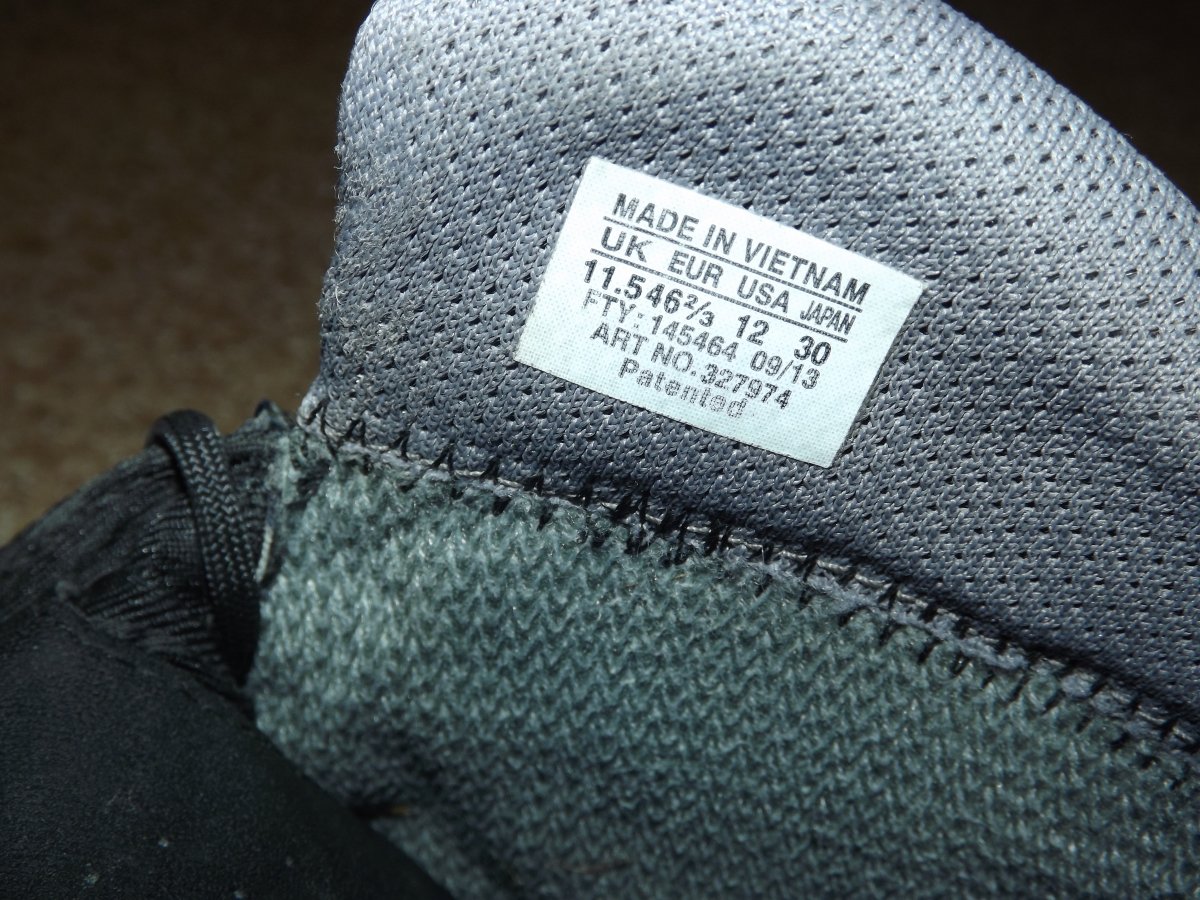 MADE IN VIETNAM
UK EUR USA JAPAN
11.5 46⅔ 12 30
FTY: 145464 09/13
ART NO.327974
Patented